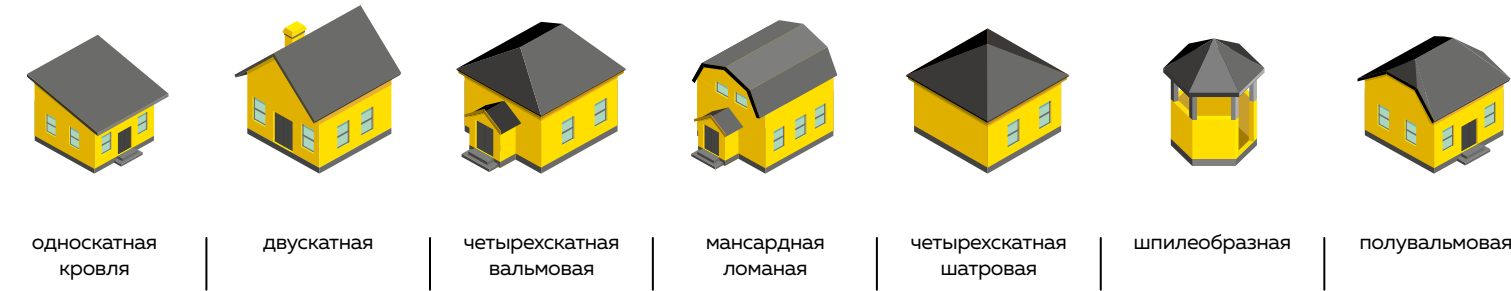 односкатная
кровля
двускатная
четырехскатная
вальмовая
мансардная
ломаная
четырехскатная
шатровая
шпилеобразная
полувальмовая